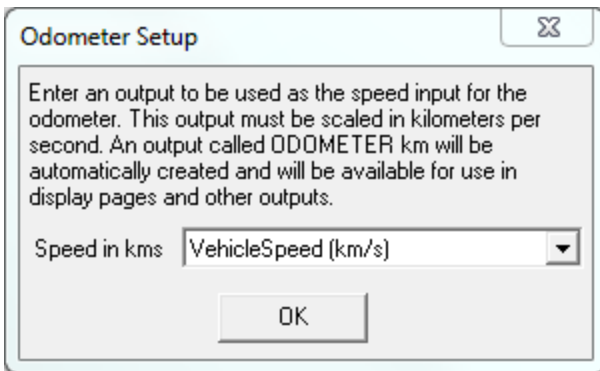 Odometer Setup
Enter an output to be used as the speed input for the
odometer. This output must be scaled in kilometers per
second. An output called ODOMETER km will be
automatically created and will be available for use in
display pages and other outputs.
Speed in kms VehicleSpeed (km/s)
OK